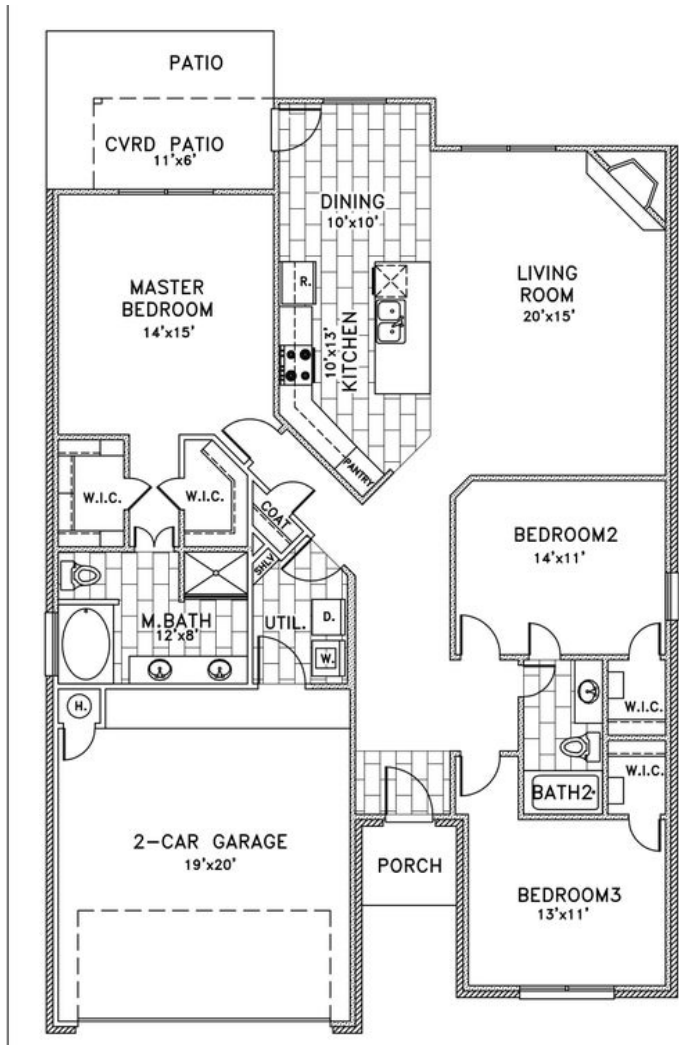 PATIO
CVRD PATIO
11'x6'
DINING
10'x10'
R.
MASTER
BEDROOM
14'x15'
LIVING
ROOM
20'x15'
10'x13'
KITCHEN
PANTRY
W.I.C.
W.I.C.
COAT
SHLV
BEDROOM2
14'x11'
M.BATH
12'x8'
UTIL.
D.
W.
H.
W.I.C.
W.I.C.
BATH2
2-CAR GARAGE
19'x20'
PORCH
BEDROOM3
13'x11'